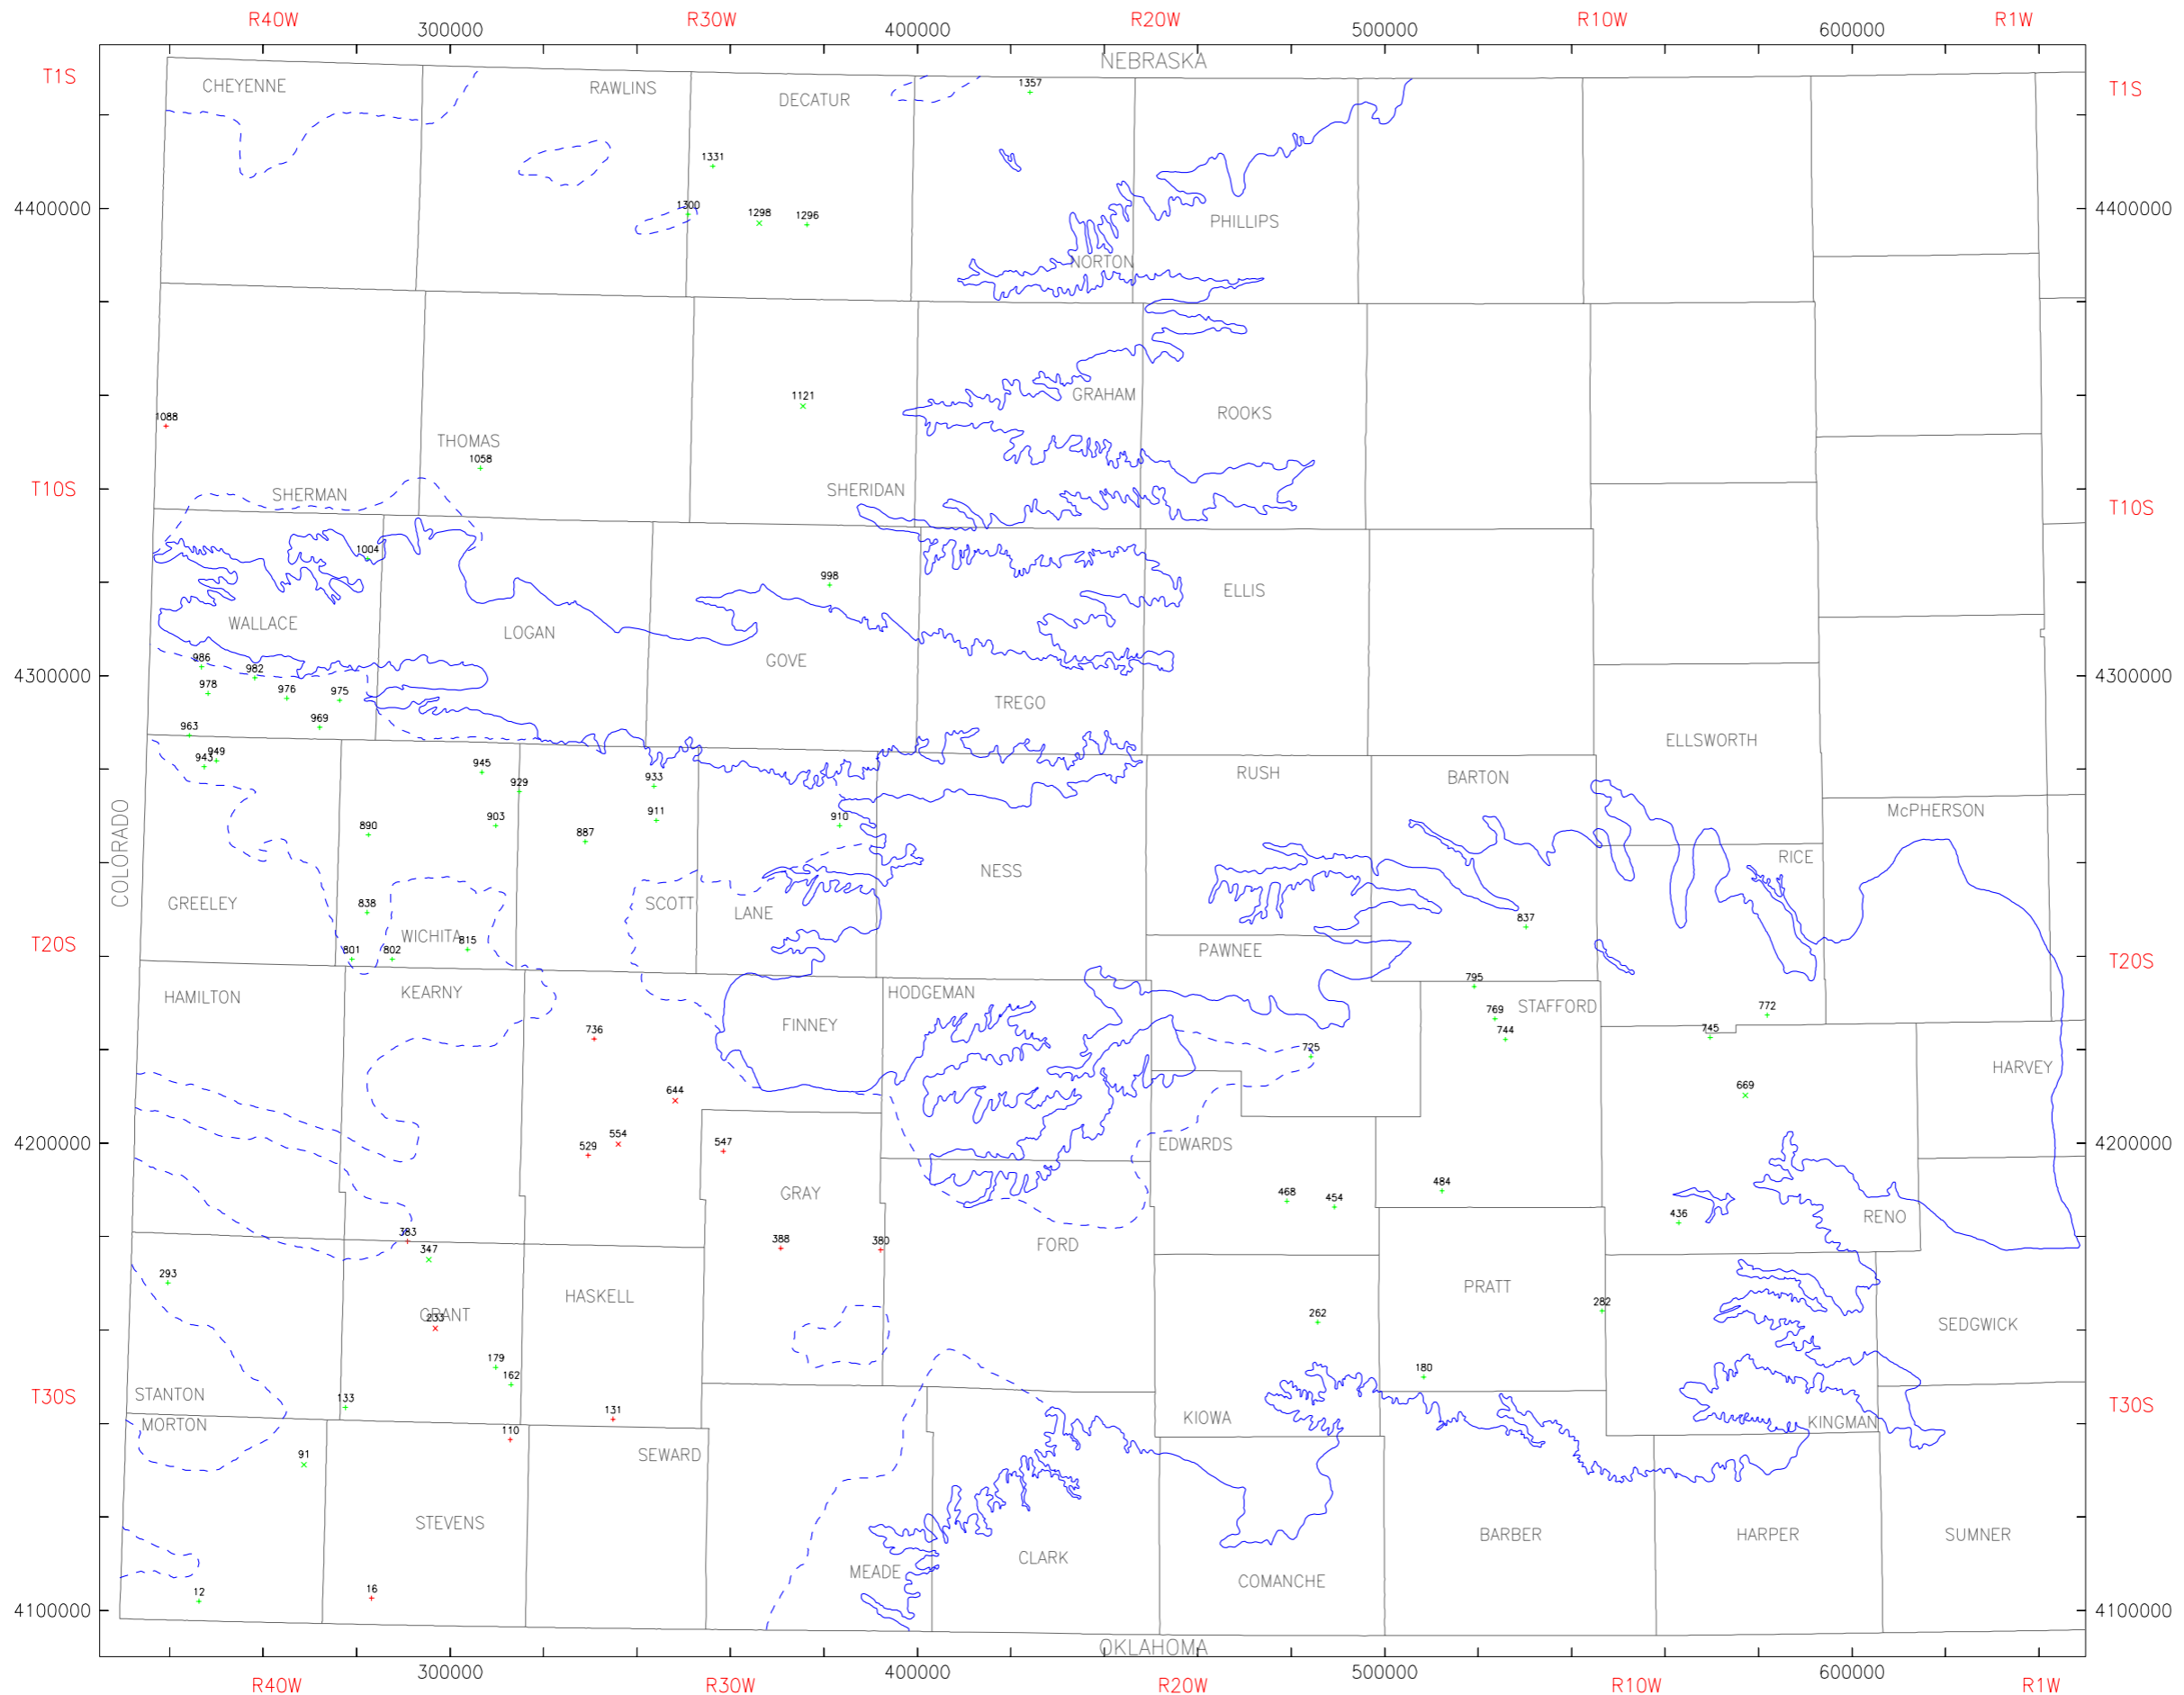 R40W R30W R20W R10W R1W
300000 400000 500000 600000
NEBRASKA
T1S CHEYENNE RAWLINS DECATUR 1357 T1S
1331
4400000 1300 1298 1296 PHILLIPS 4400000
NORTON
1121 GRAHAM ROOKS
1088
THOMAS
1058
T10S SHERMAN SHERIDAN T10S
1004
998 ELLIS
WALLACE LOGAN
986 982 GOVE
978 976 975 4300000 4300000
TREGO
969
963 ELLSWORTH
943 949 945 933 RUSH BARTON
929
COLORADO
890 903 887 911 910 McPHERSON
RICE
NESS
GREELEY 838 SCOTT LANE 837
WICHITA
T20S 801 802 815 PAWNEE T20S
HAMILTON KEARNY HODGEMAN 795
769 STAFFORD 772
736 FINNEY 744 745
725
HARVEY
644 669
4200000 529 554 547 EDWARDS 4200000
GRAY 468 454 484
436 RENO
383 388 380 FORD
347
293 PRATT
HASKELL 282
GRANT 262 SEDGWICK
233
179 180
162
T30S STANTON 133 T30S
MORTON 131 KIOWA KINGMAN
110
91 SEWARD
STEVENS BARBER HARPER SUMNER
MEADE CLARK
COMANCHE
12 16
4100000 4100000
OKLAHOMA
300000 400000 500000 600000
R40W R30W R20W R10W R1W